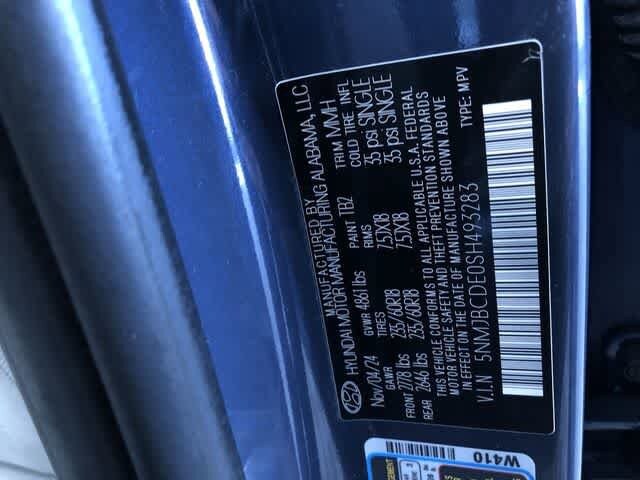 MANUFACTURED BY
HYUNDAI MOTOR MANUFACTURING ALABAMA, LLC
Nov/04/24 GVWR 4861 lbs PAINT TB2 TRIM MMH
GAWR TIRES RIMS COLD TIRE INFL
FRONT 2778 lbs 235/60R18 7.5JX18 35 psi SINGLE
REAR 2646 lbs 235/60R18 7.5JX18 35 psi SINGLE
THIS VEHICLE CONFORMS TO ALL APPLICABLE U.S.A. FEDERAL
MOTOR VEHICLE SAFETY AND THEFT PREVENTION STANDARDS
IN EFFECT ON THE DATE OF MANUFACTURE SHOWN ABOVE
V.I.N 5NMJBCDE0SH493283 TYPE: MPV
W410